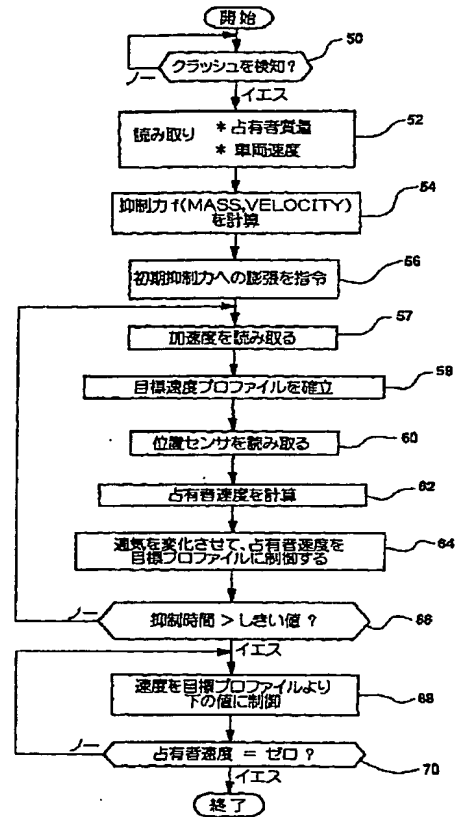 開始
クラッシュを検知？
50
ノー
イエス
読み取り
* 占有者質量
* 車両速度
52
抑制力 f(MASS,VELOCITY)
を計算
54
初期抑制力への膨張を指令
56
加速度を読み取る
57
目標速度プロファイルを確立
58
位置センサを読み取る
60
占有者速度を計算
62
通気を変化させて、占有者速度を
目標プロファイルに制御する
64
ノー
抑制時間 > しきい値 ？
66
イエス
速度を目標プロファイルより
下の値に制御
68
ノー
占有者速度 = ゼロ ？
70
イエス
終了